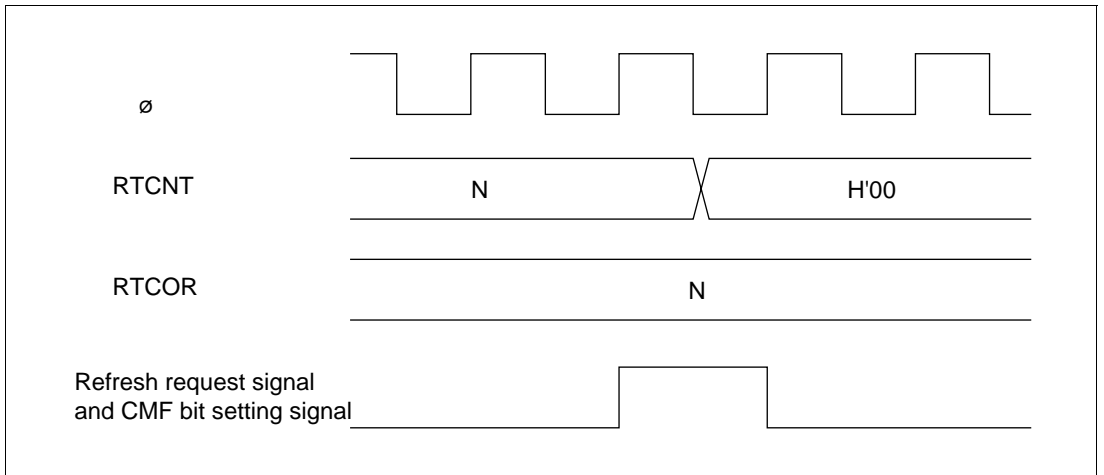 ø
RTCNT
N
H'00
RTCOR
N
Refresh request signal
and CMF bit setting signal